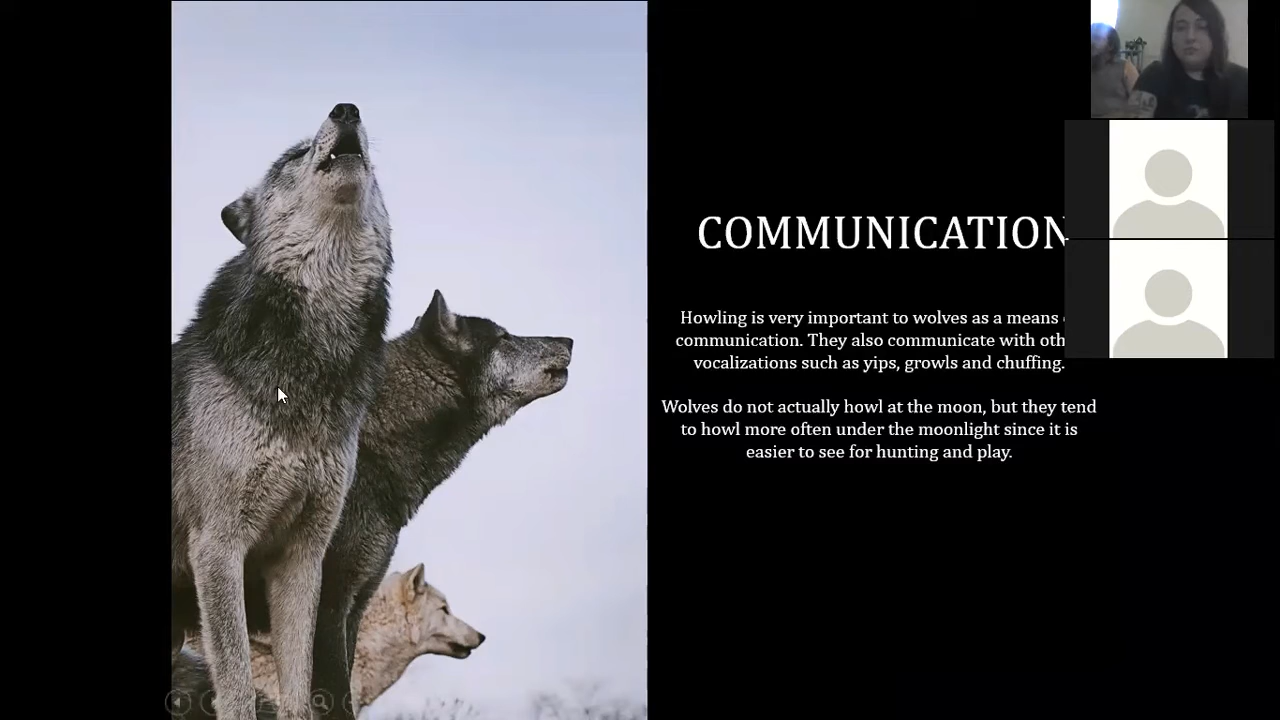 COMMUNICATION
Howling is very important to wolves as a means
communication. They also communicate with oth
vocalizations such as yips, growls and chuffing.
Wolves do not actually howl at the moon, but they tend
to howl more often under the moonlight since it is
easier to see for hunting and play.